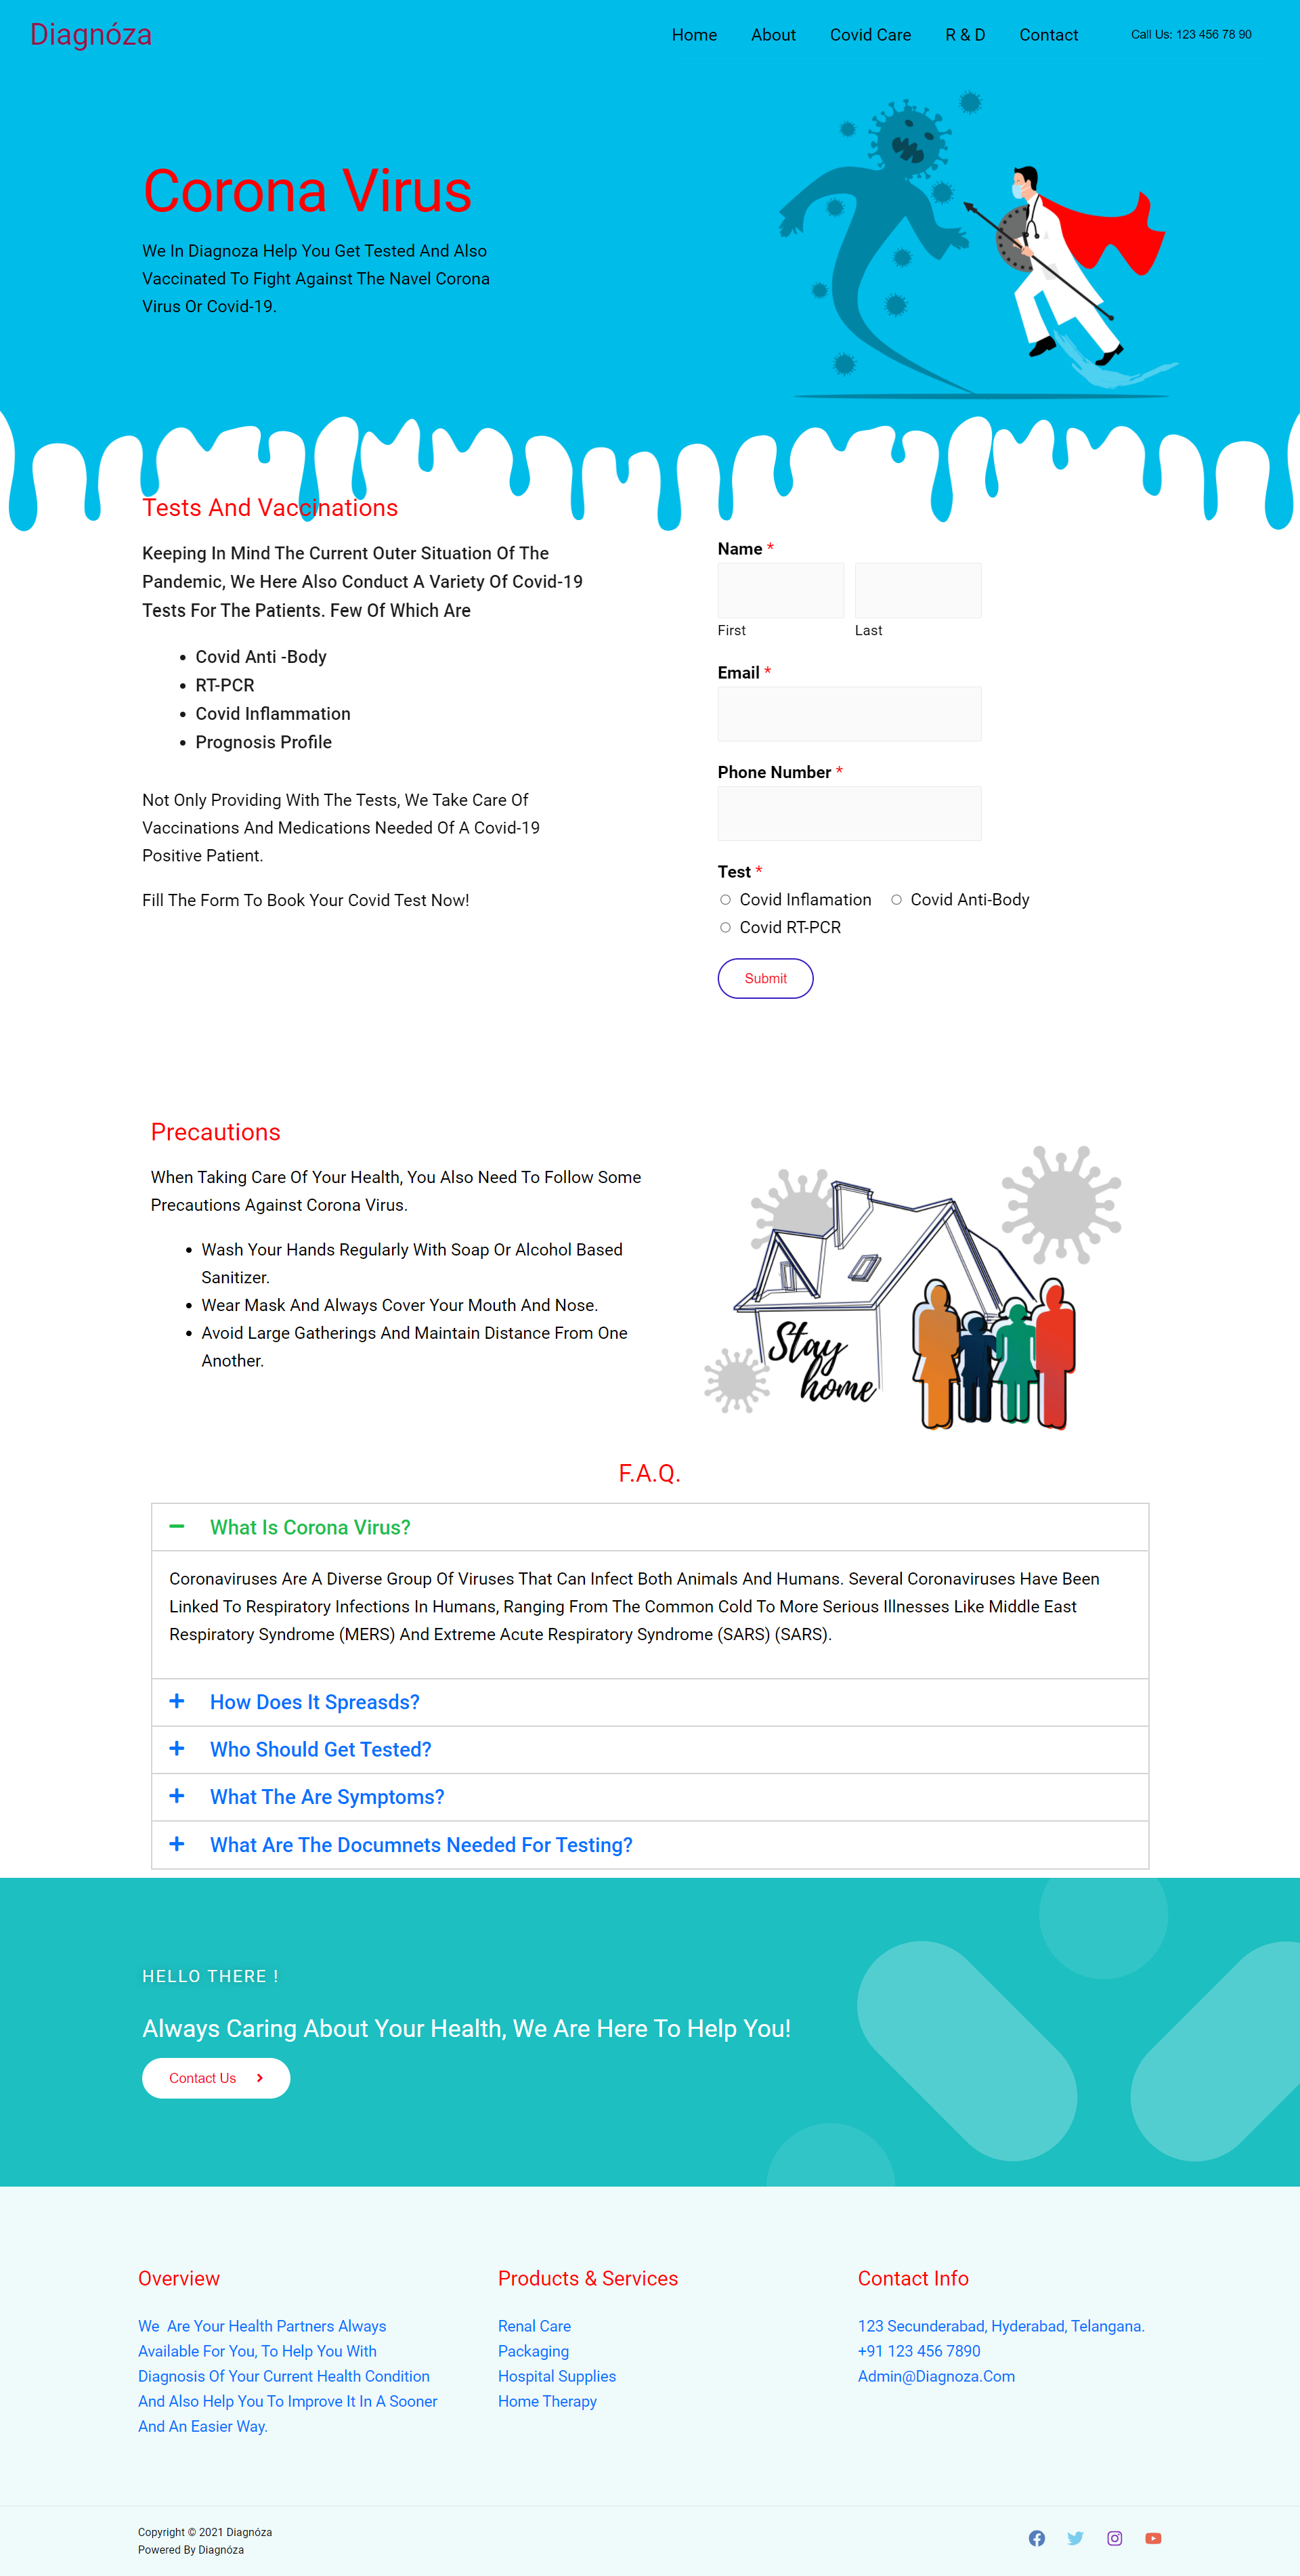 Diagnóza
Home About Covid Care R & D Contact Call Us: 123 456 78 90
Corona Virus
We In Diagnoza Help You Get Tested And Also
Vaccinated To Fight Against The Navel Corona
Virus Or Covid-19.
Tests And Vaccinations
Keeping In Mind The Current Outer Situation Of The
Pandemic, We Here Also Conduct A Variety Of Covid-19
Tests For The Patients. Few Of Which Are
Covid Anti -Body
RT-PCR
Covid Inflammation
Prognosis Profile
Not Only Providing With The Tests, We Take Care Of
Vaccinations And Medications Needed Of A Covid-19
Positive Patient.
Fill The Form To Book Your Covid Test Now!
Name *
First Last
Email *
Phone Number *
Test *
Covid Inflamation Covid Anti-Body
Covid RT-PCR
Submit
Precautions
When Taking Care Of Your Health, You Also Need To Follow Some
Precautions Against Corona Virus.
Wash Your Hands Regularly With Soap Or Alcohol Based
Sanitizer.
Wear Mask And Always Cover Your Mouth And Nose.
Avoid Large Gatherings And Maintain Distance From One
Another.
Stay
home
F.A.Q.
What Is Corona Virus?
Coronaviruses Are A Diverse Group Of Viruses That Can Infect Both Animals And Humans. Several Coronaviruses Have Been
Linked To Respiratory Infections In Humans, Ranging From The Common Cold To More Serious Illnesses Like Middle East
Respiratory Syndrome (MERS) And Extreme Acute Respiratory Syndrome (SARS) (SARS).
How Does It Spreasds?
Who Should Get Tested?
What The Are Symptoms?
What Are The Documnets Needed For Testing?
HELLO THERE !
Always Caring About Your Health, We Are Here To Help You!
Contact Us
Overview
We Are Your Health Partners Always
Available For You, To Help You With
Diagnosis Of Your Current Health Condition
And Also Help You To Improve It In A Sooner
And An Easier Way.
Products & Services
Renal Care
Packaging
Hospital Supplies
Home Therapy
Contact Info
123 Secunderabad, Hyderabad, Telangana.
+91 123 456 7890
Admin@Diagnoza.Com
Copyright © 2021 Diagnóza
Powered By Diagnóza